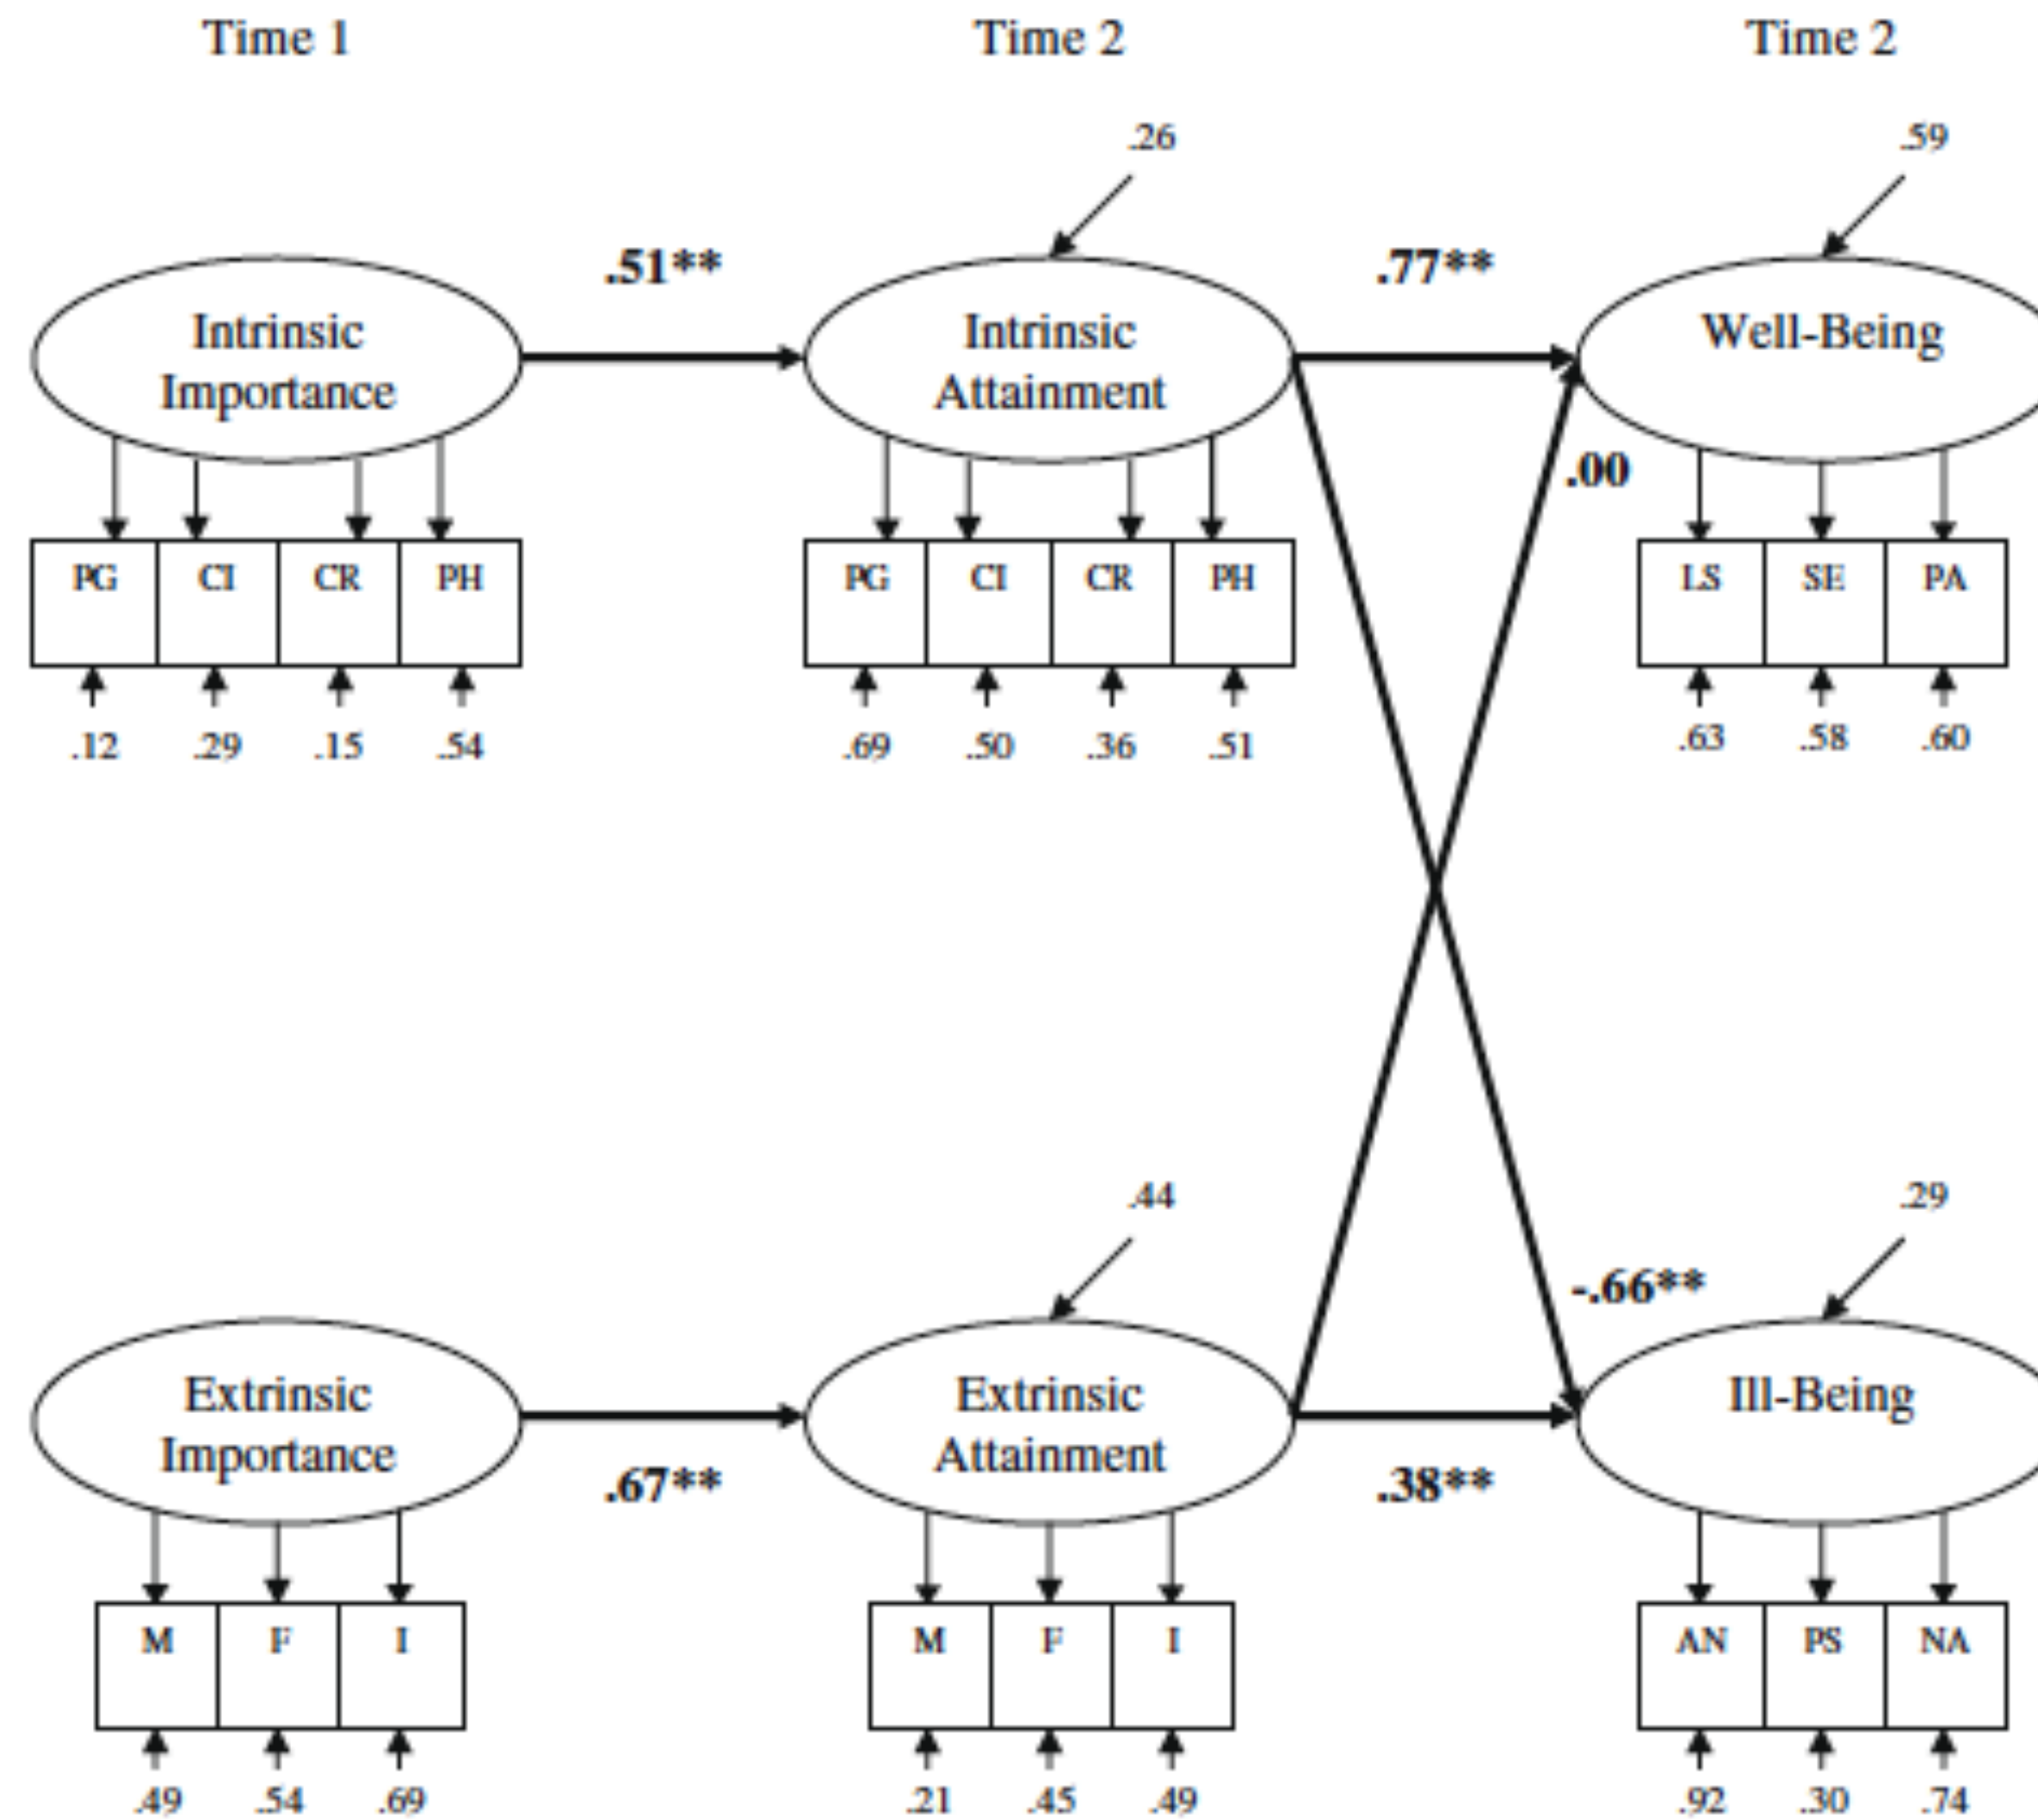 Time 1 Time 2 Time 2
.26 .59
.51** .77**
Intrinsic
Importance
Intrinsic
Attainment
Well-Being
.00
PG CI CR PH PG CI CR PH LS SE PA
.12 .29 .15 .54 .69 .50 .36 .51 .63 .58 .60
.44 .29
-.66**
Extrinsic
Importance
Extrinsic
Attainment
Ill-Being
.67** .38**
M F I M F I AN PS NA
.49 .54 .69 .21 .45 .49 .92 .30 .74